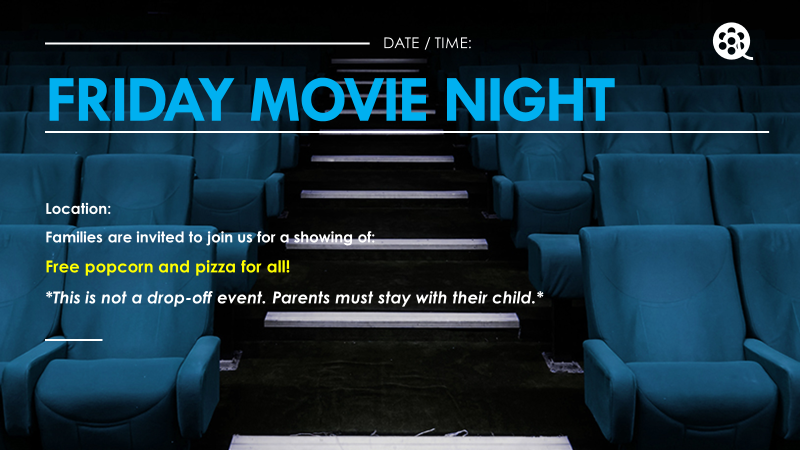 DATE / TIME:
FRIDAY MOVIE NIGHT
Location:
Families are invited to join us for a showing of:
Free popcorn and pizza for all!
*This is not a drop-off event. Parents must stay with their child.*